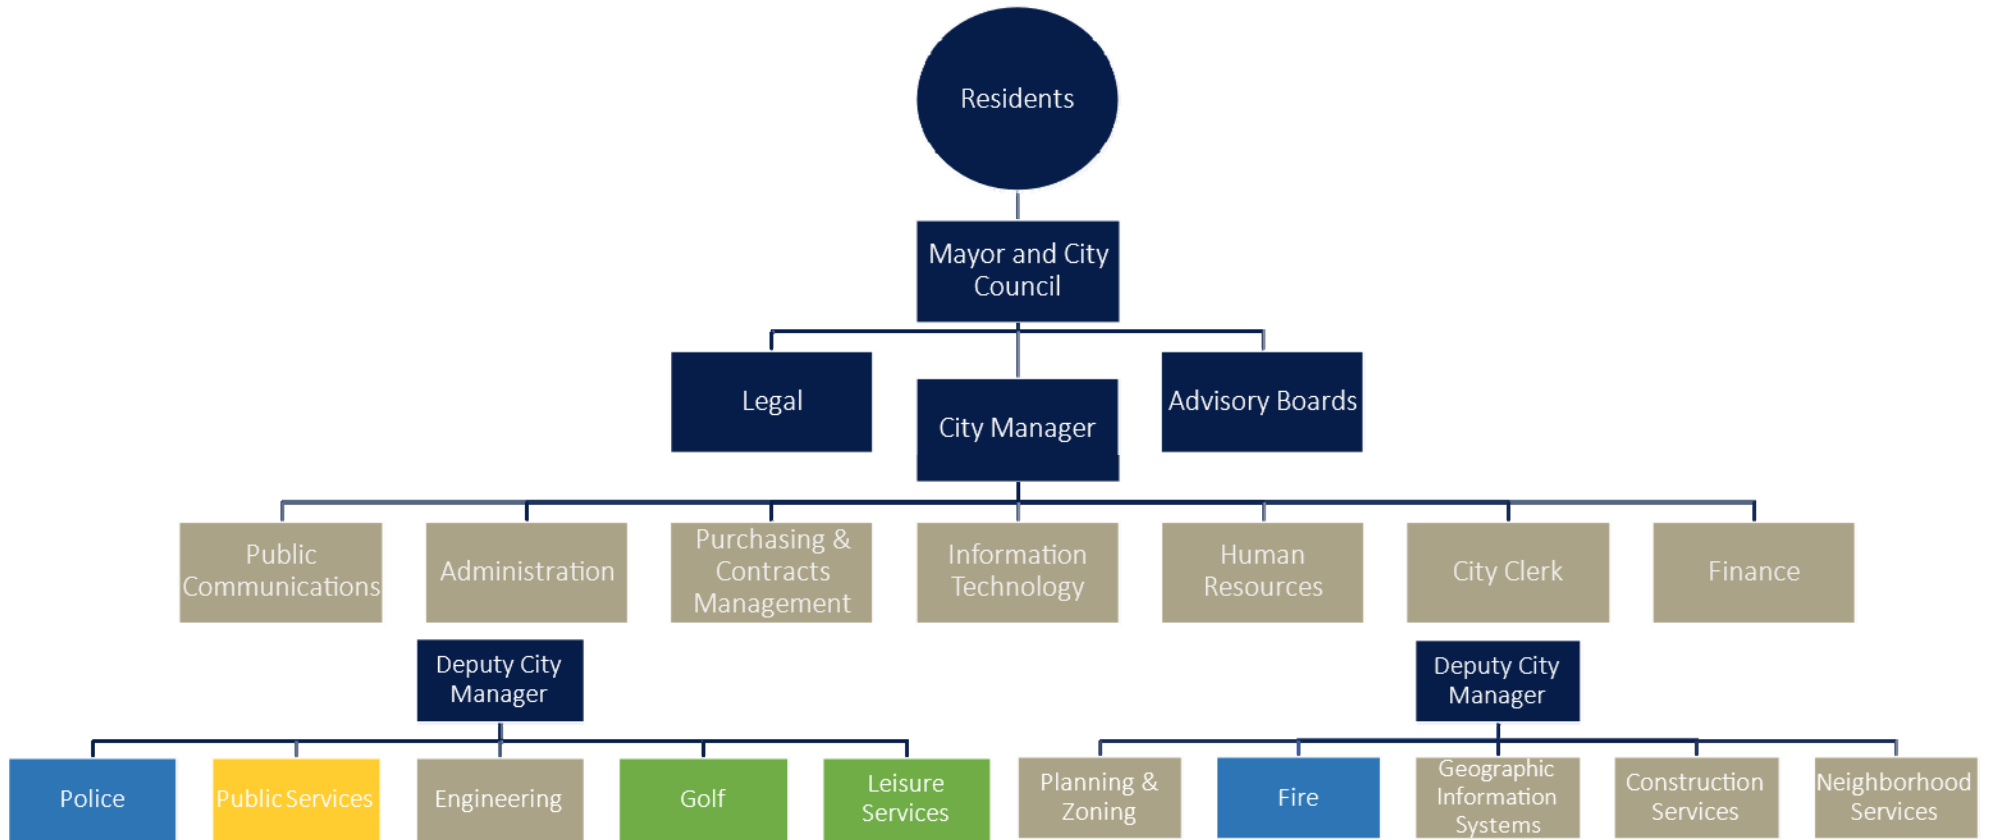 Residents
Mayor and City
Council
Legal
City Manager
Advisory Boards
Public
Communications
Administration
Purchasing &
Contracts
Management
Information
Technology
Human
Resources
City Clerk
Finance
Deputy City
Manager
Deputy City
Manager
Police
Public Services
Engineering
Golf
Leisure
Services
Planning &
Zoning
Fire
Geographic
Information
Systems
Construction
Services
Neighborhood
Services